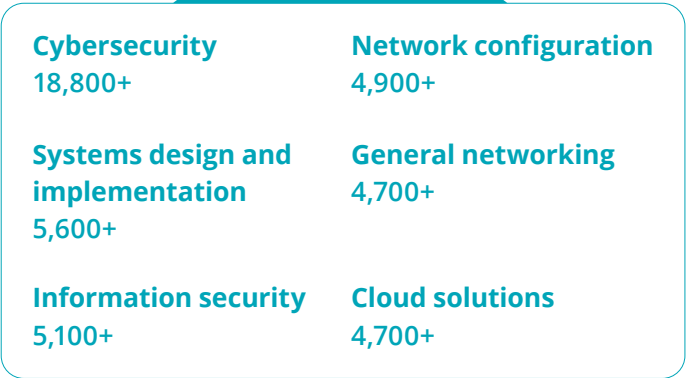 Cybersecurity
18,800+
Systems design and
implementation
5,600+
Information security
5,100+
Network configuration
4,900+
General networking
4,700+
Cloud solutions
4,700+